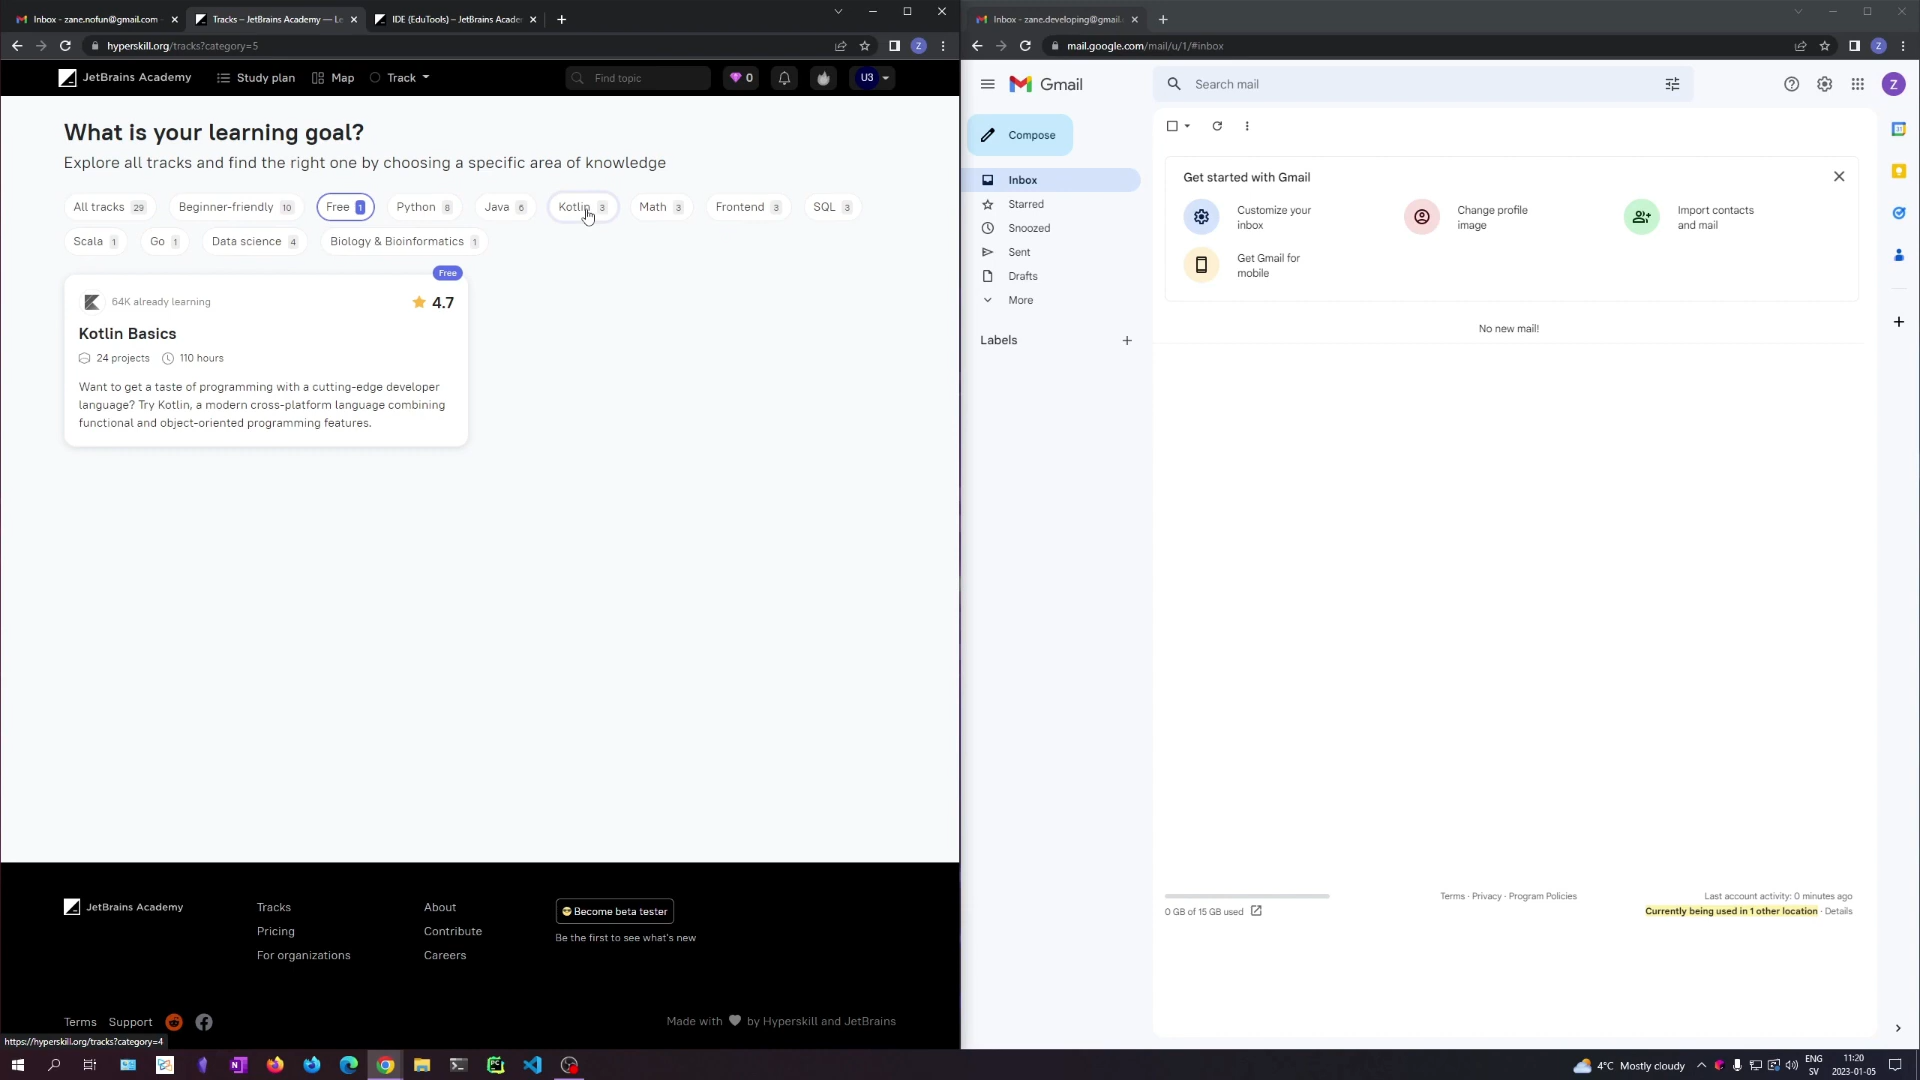 Inbox - zane.nofun@gmail.com
Tracks – JetBrains Academy — Le
IDE (EduTools) – JetBrains Acade
hyperskill.org/tracks?category=5
Z
JetBrains Academy
Study plan
Map
Track
Find topic
0
U3
What is your learning goal?
Explore all tracks and find the right one by choosing a specific area of knowledge
All tracks 29
Beginner-friendly 10
Free 1
Python 8
Java 6
Kotlin 3
Math 3
Frontend 3
SQL 3
Scala 1
Go 1
Data science 4
Biology & Bioinformatics 1
Free
64K already learning
4.7
Kotlin Basics
24 projects
110 hours
Want to get a taste of programming with a cutting-edge developer
language? Try Kotlin, a modern cross-platform language combining
functional and object-oriented programming features.
JetBrains Academy
Tracks
Pricing
For organizations
About
Contribute
Careers
Become beta tester
Be the first to see what's new
Terms
Support
Made with
by Hyperskill and JetBrains
https://hyperskill.org/tracks?category=4
Inbox - zane.developing@gmail.
mail.google.com/mail/u/1/#inbox
Z
Gmail
Search mail
Z
Compose
Inbox
Starred
Snoozed
Sent
Drafts
More
Labels
Get started with Gmail
Customize your
inbox
Change profile
image
Import contacts
and mail
Get Gmail for
mobile
No new mail!
0 GB of 15 GB used
Terms · Privacy · Program Policies
Last account activity: 0 minutes ago
Currently being used in 1 other location · Details
31
4°C Mostly cloudy
ENG
SV
11:20
2023-01-05